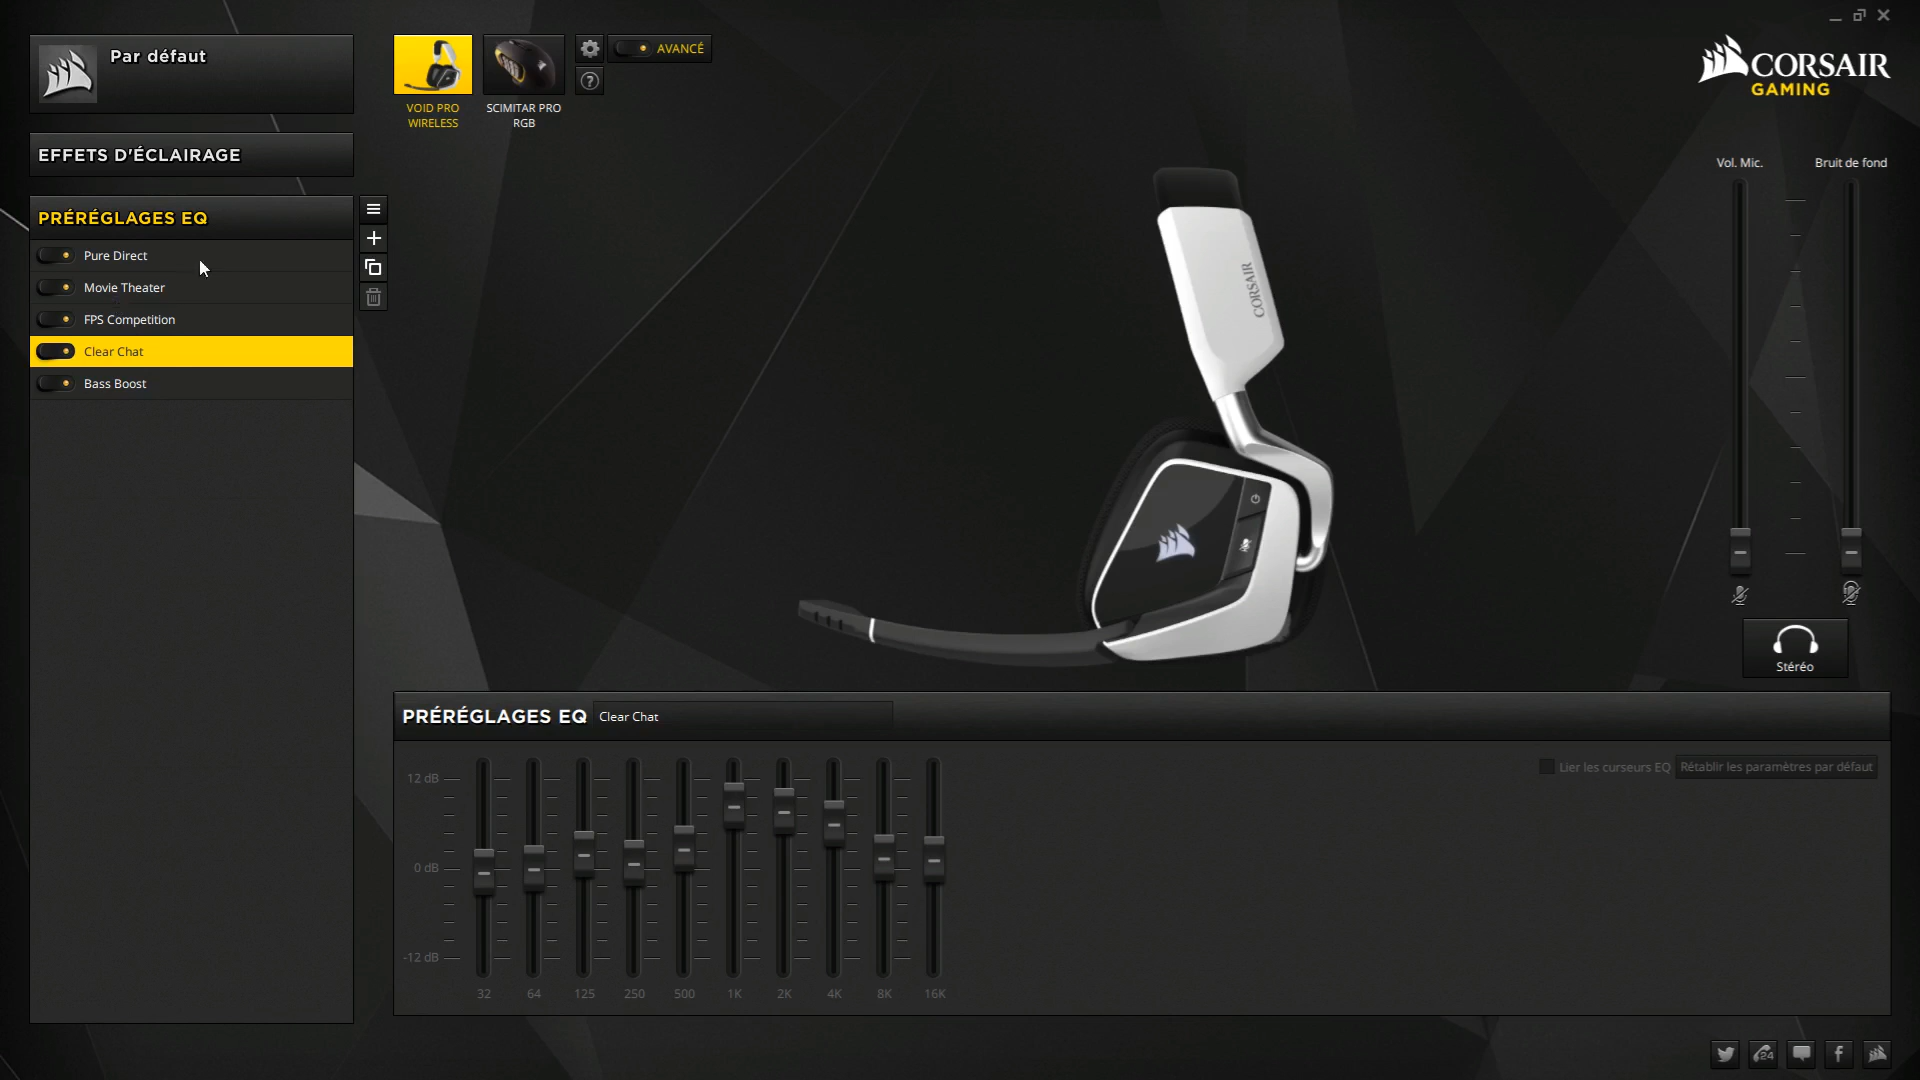 Par défaut
VOID PRO
WIRELESS
SCIMITAR PRO
RGB
AVANCÉ
CORSAIR
GAMING
EFFETS D'ÉCLAIRAGE
PRÉRÉGLAGES EQ
Pure Direct
Movie Theater
FPS Competition
Clear Chat
Bass Boost
CORSAIR
Vol. Mic.
Bruit de fond
Stéréo
PRÉRÉGLAGES EQ Clear Chat
Lier les curseurs EQ Rétablir les paramètres par défaut
12 dB
0 dB
-12 dB
32 64 125 250 500 1K 2K 4K 8K 16K
24